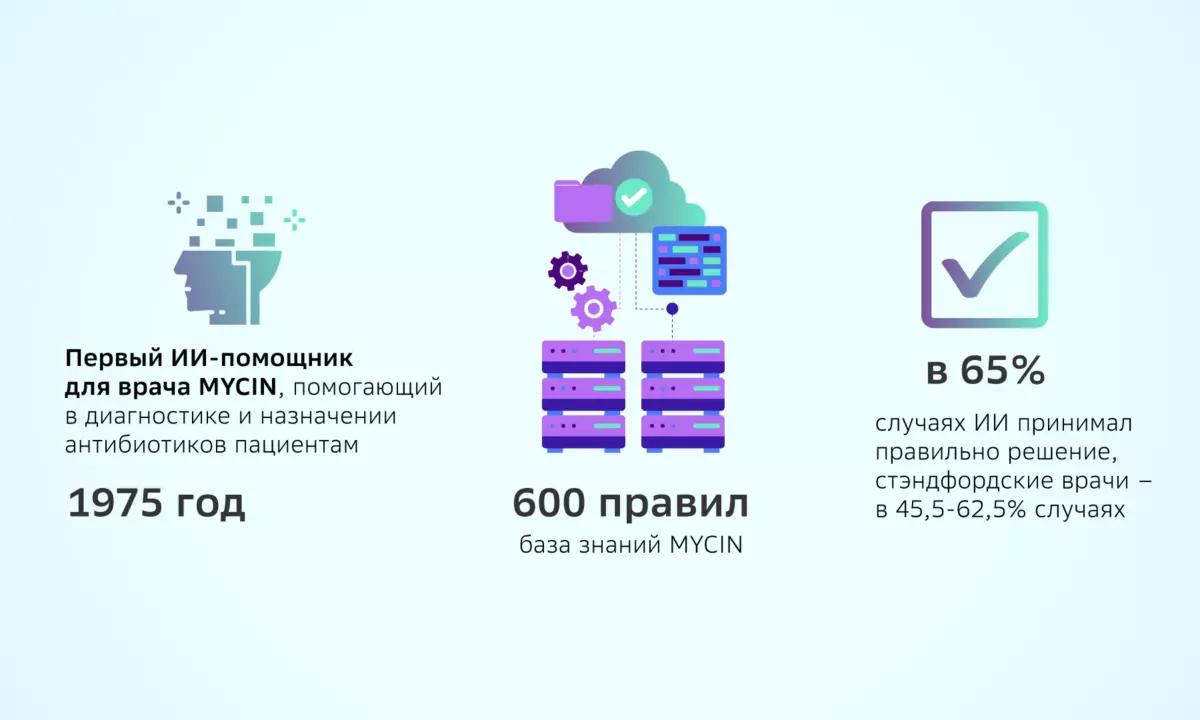 Первый ИИ-помощник
для врача MYCIN, помогающий
в диагностике и назначении
антибиотиков пациентам
1975 год
600 правил
база знаний MYCIN
в 65%
случаях ИИ принимал
правильно решение,
стэндфордские врачи –
в 45,5-62,5% случаях